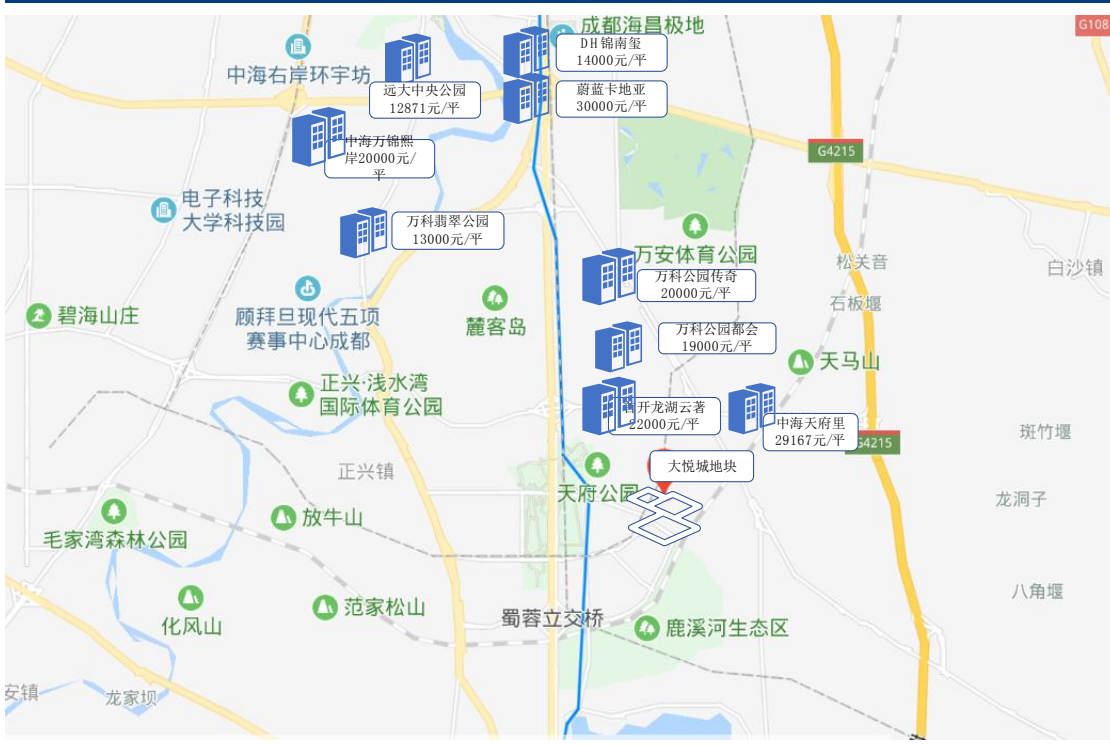 成都海昌极地
G108
DH锦南玺
14000元/平
中海右岸环宇坊
远大中央公园
12871元/平
蔚蓝卡地亚
30000元/平
中海万锦熙
岸20000元/
平
G4215
电子科技
大学科技园
万科翡翠公园
13000元/平
万安体育公园
松关音
白沙镇
万科公园传奇
20000元/平
石板堰
碧海山庄
顾拜旦现代五项
赛事中心成都
麓客岛
万科公园都会
19000元/平
天马山
正兴·浅水湾
国际体育公园
开龙湖云著
22000元/平
中海天府里
29167元/平
G4215
斑竹堰
正兴镇
大悦城地块
天府公园
龙洞子
毛家湾森林公园
放牛山
八角堰
化风山
范家松山
蜀蓉立交桥
鹿溪河生态区
安镇
龙家坝